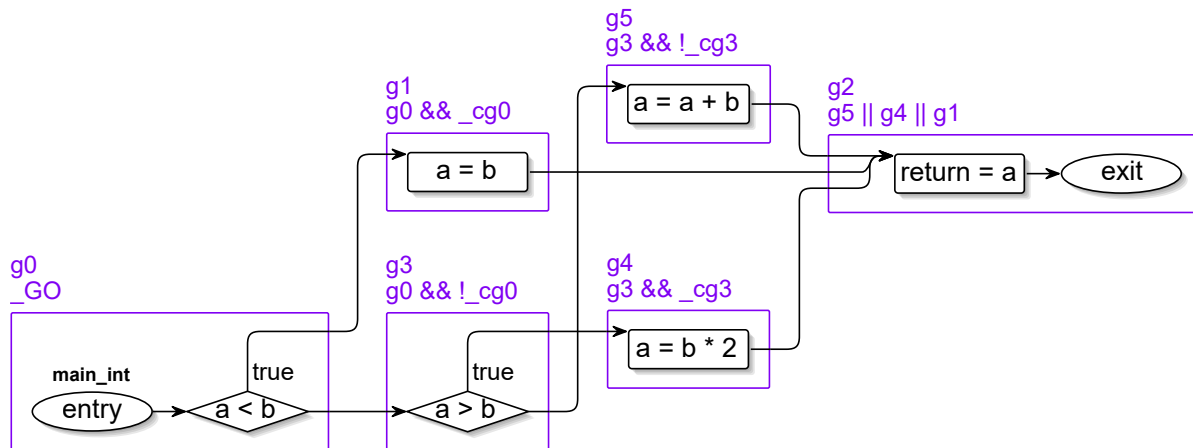 g5
g3 && !_cg3
a = a + b
g1
g0 && _cg0
a = b
g2
g5 || g4 || g1
return = a
exit
g0
_GO
main_int
entry
a < b
true
g3
g0 && !_cg0
a > b
true
g4
g3 && _cg3
a = b * 2